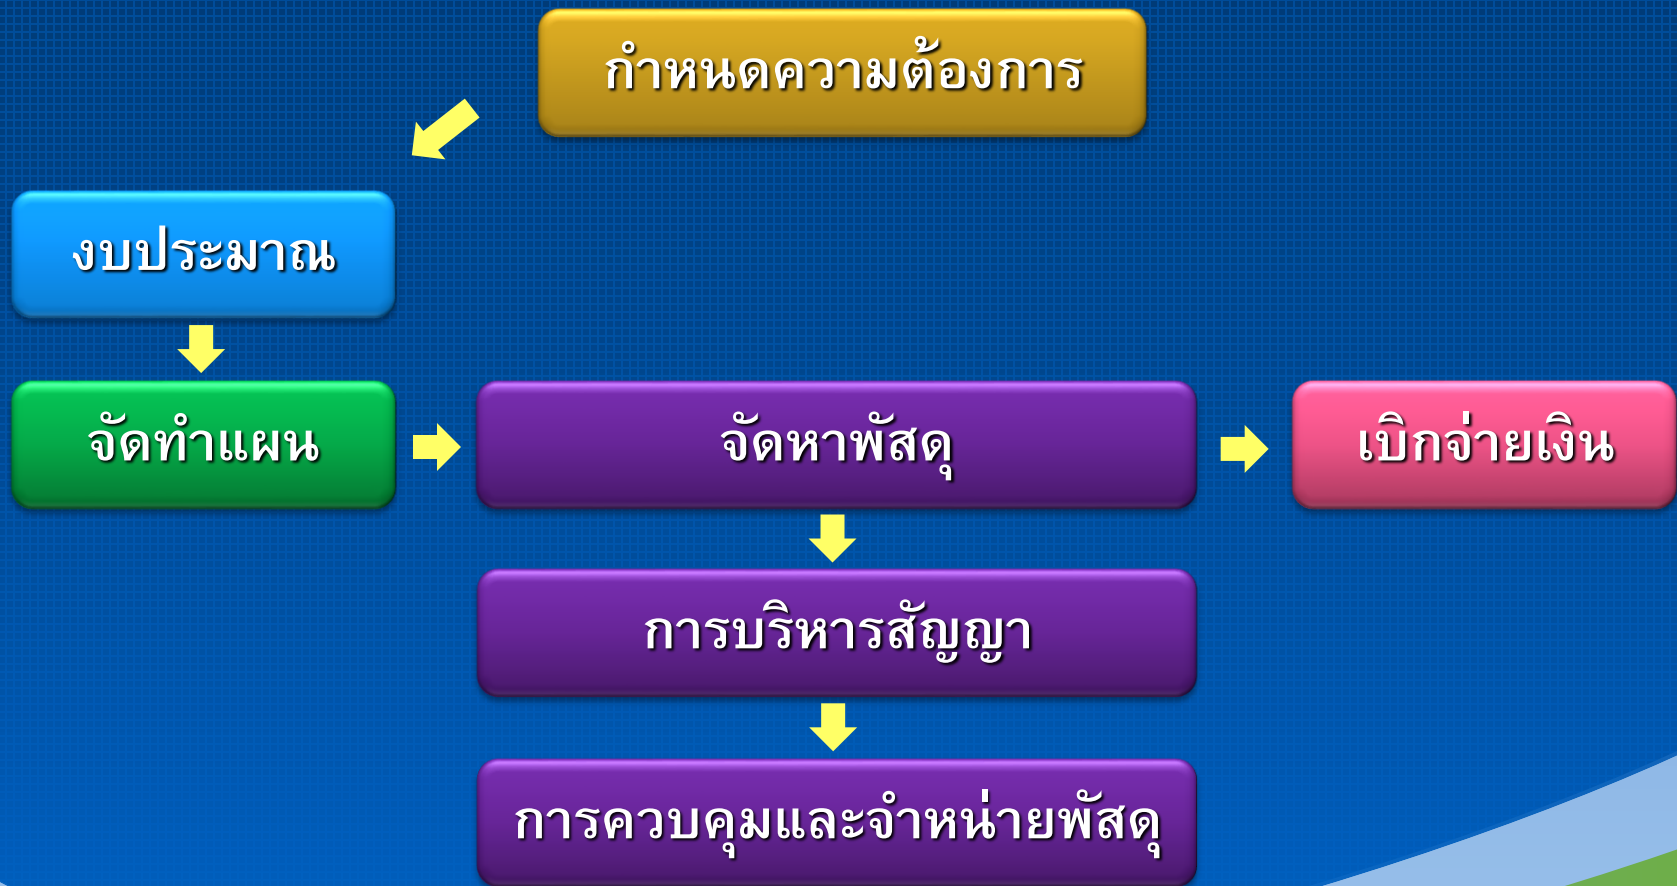 กำหนดความต้องการ
งบประมาณ
จัดทำแผน
จัดหาพัสดุ
เบิกจ่ายเงิน
การบริหารสัญญา
การควบคุมและจำหน่ายพัสดุ